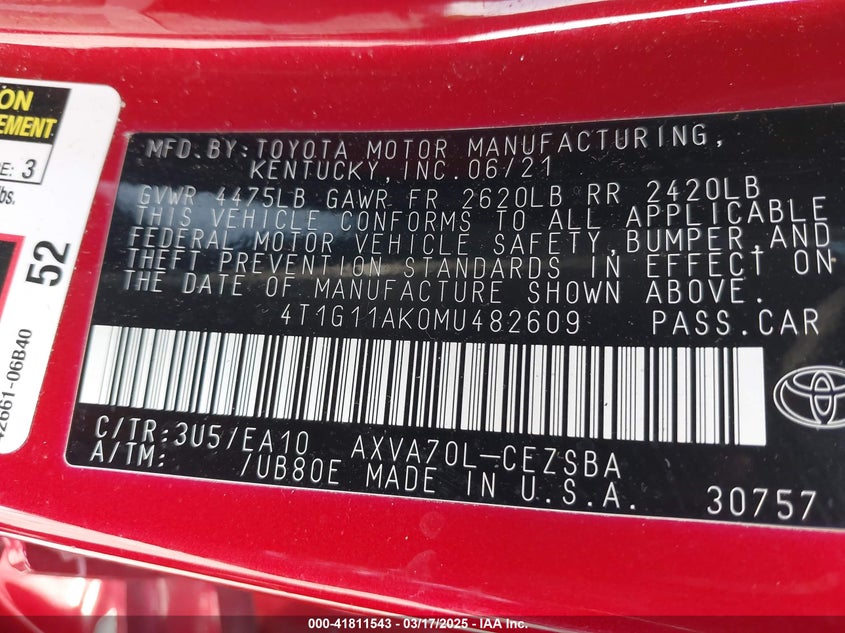 ON
EMENT
E: 3
lbs.
52
42661-06B40
MFD. BY: TOYOTA MOTOR MANUFACTURING,
KENTUCKY, INC. 06/21
GVWR 4475LB GAWR FR 2620LB RR 2420LB
THIS VEHICLE CONFORMS TO ALL APPLICABLE
FEDERAL MOTOR VEHICLE SAFETY, BUMPER, AND
THEFT PREVENTION STANDARDS IN EFFECT ON
THE DATE OF MANUFACTURE SHOWN ABOVE.
4T1G11AK0MU482609 PASS. CAR
C/TR: 3U5/EA10 AXVA70L-CEZSBA
A/TM: /UB80E MADE IN U.S.A. 30757
000-41811543 / 03/17/2025 / © IAA Inc.